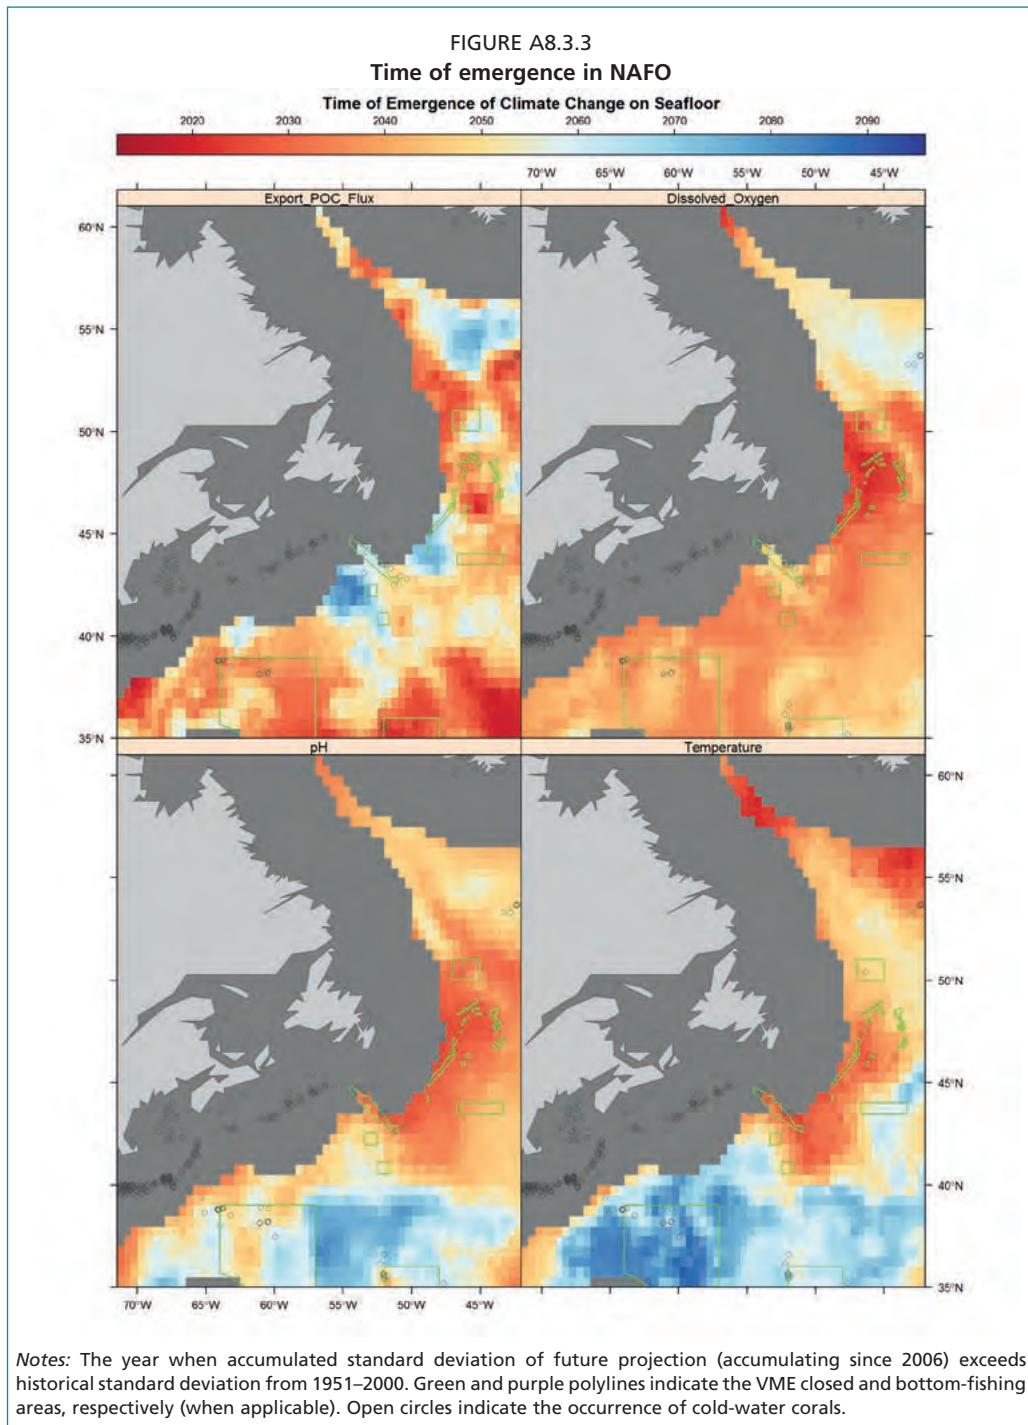 FIGURE A8.3.3
Time of emergence in NAFO
Time of Emergence of Climate Change on Seafloor
2020 2030 2040 2050 2060 2070 2080 2090
70°W 65°W 60°W 55°W 50°W 45°W
Export_POC_Flux Dissolved_Oxygen
60°N
55°N
50°N
45°N
40°N
35°N
pH Temperature
60°N
55°N
50°N
45°N
40°N
35°N
70°W 65°W 60°W 55°W 50°W 45°W
Notes: The year when accumulated standard deviation of future projection (accumulating since 2006) exceeds
historical standard deviation from 1951–2000. Green and purple polylines indicate the VME closed and bottom-fishing
areas, respectively (when applicable). Open circles indicate the occurrence of cold-water corals.